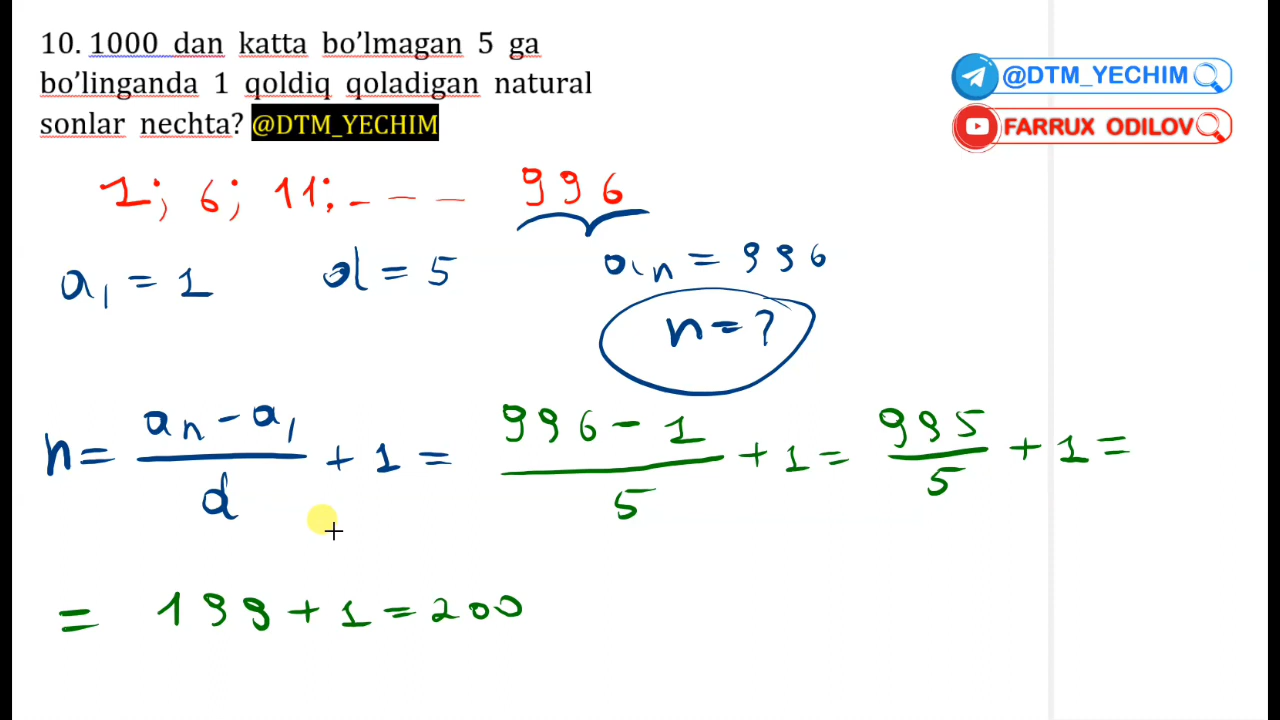 10. 1000 dan katta bo’lmagan 5 ga
bo’linganda 1 qoldiq qoladigan natural
sonlar nechta? @DTM_YECHIM
@DTM_YECHIM
FARRUX ODILOV
1; 6; 11; - - - 996
a₁ = 1 d = 5 aₙ = 996
n = ?
n = (aₙ - a₁)/d + 1 = (996 - 1)/5 + 1 = 995/5 + 1 =
= 199 + 1 = 200